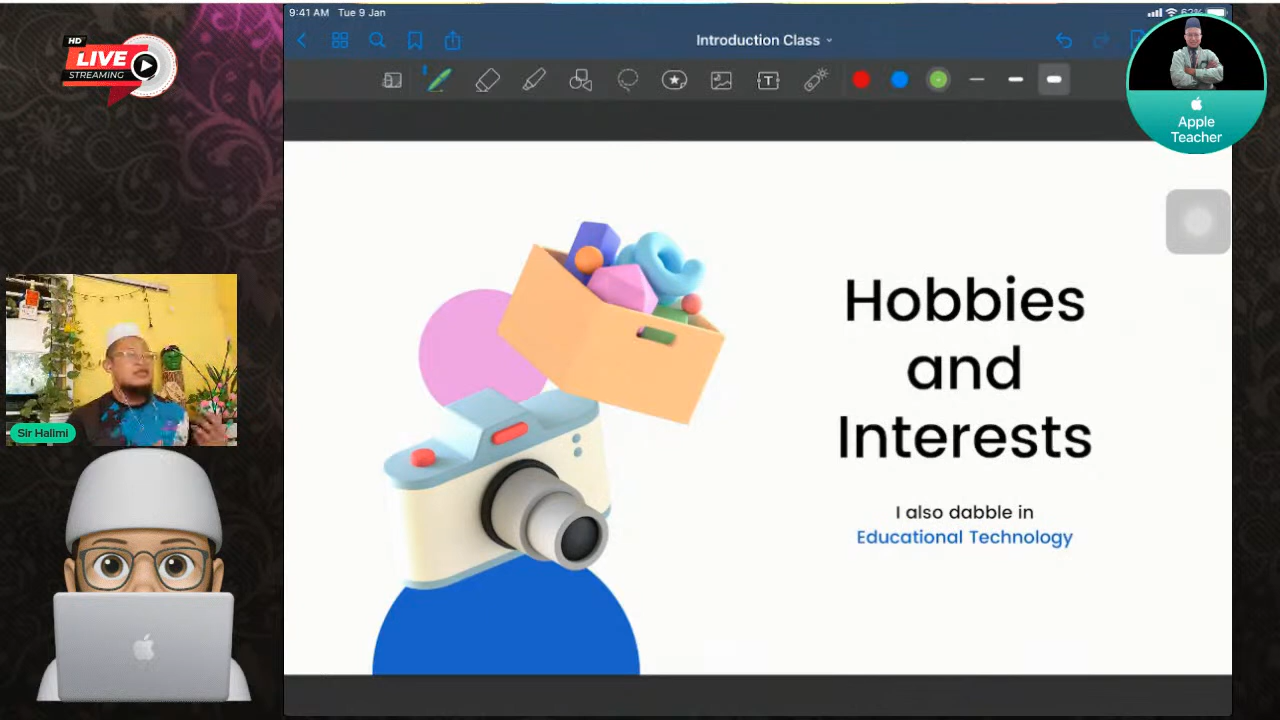 9:41 AM Tue 9 Jan
62%
HD
LIVE
STREAMING
Introduction Class
T
Apple
Teacher
Sir Halimi
Hobbies
and
Interests
I also dabble in
Educational Technology